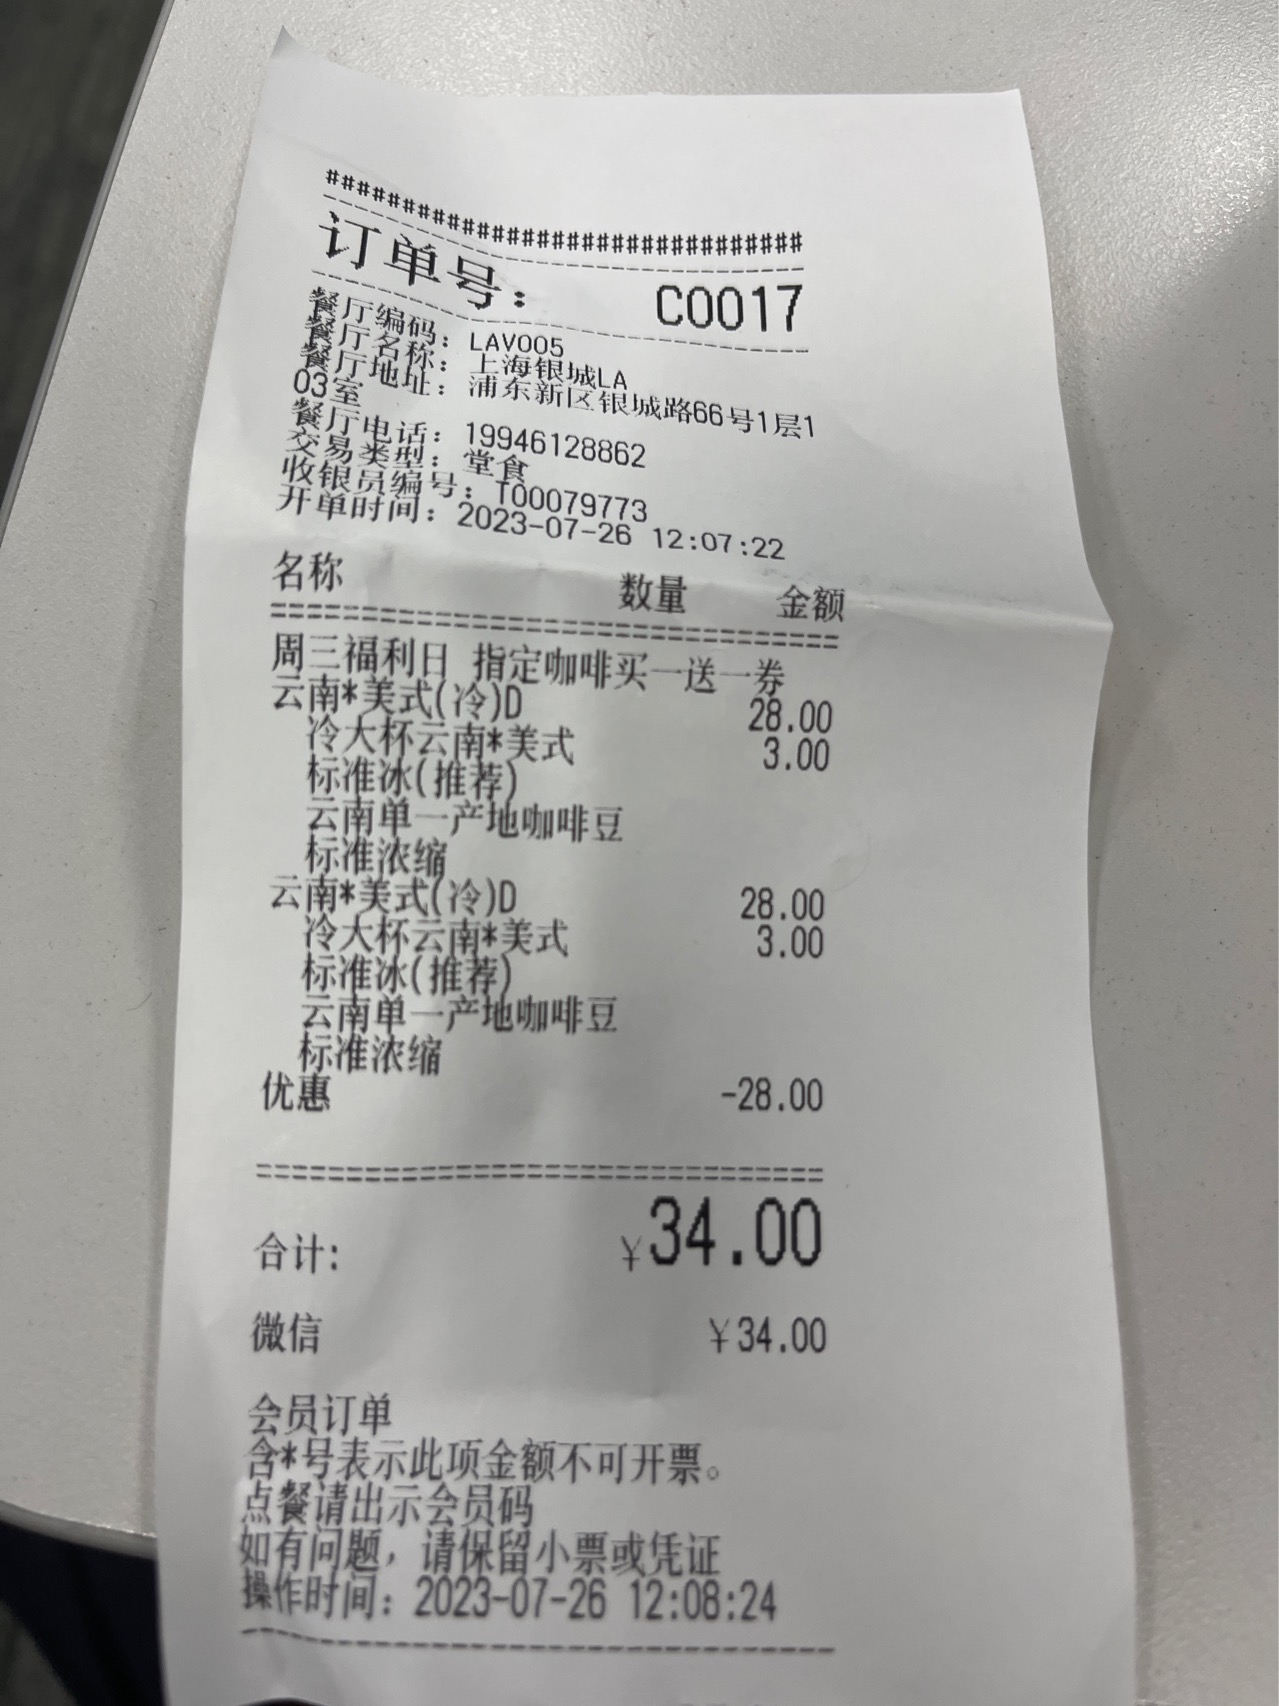 ################################
订单号： C0017
餐厅编码：LAV005
餐厅名称：上海银城LA
餐厅地址：浦东新区银城路66号1层1
03室
餐厅电话：19946128862
交易类型：堂食
收银员编号：T00079773
开单时间：2023-07-26 12:07:22
名称 数量 金额
周三福利日 指定咖啡买一送一券
云南*美式(冷)D 28.00
冷大杯云南*美式 3.00
标准冰(推荐)
云南单一产地咖啡豆
标准浓缩
云南*美式(冷)D 28.00
冷大杯云南*美式 3.00
标准冰(推荐)
云南单一产地咖啡豆
标准浓缩
优惠 -28.00
合计: ¥34.00
微信 ¥34.00
会员订单
含*号表示此项金额不可开票。
点餐请出示会员码
如有问题，请保留小票或凭证
操作时间：2023-07-26 12:08:24